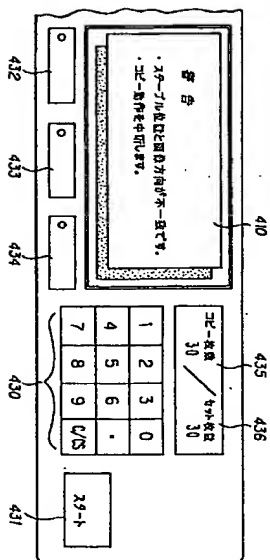 410
435
436
警告
・ステープル位置と画像方向が不一致です。
・コピー動作を中断します。
コピー枚数 / セット枚数
30 30
1 2 3 0
4 5 6 ・
7 8 9 C/CS
スタート
432
433
434
430
431